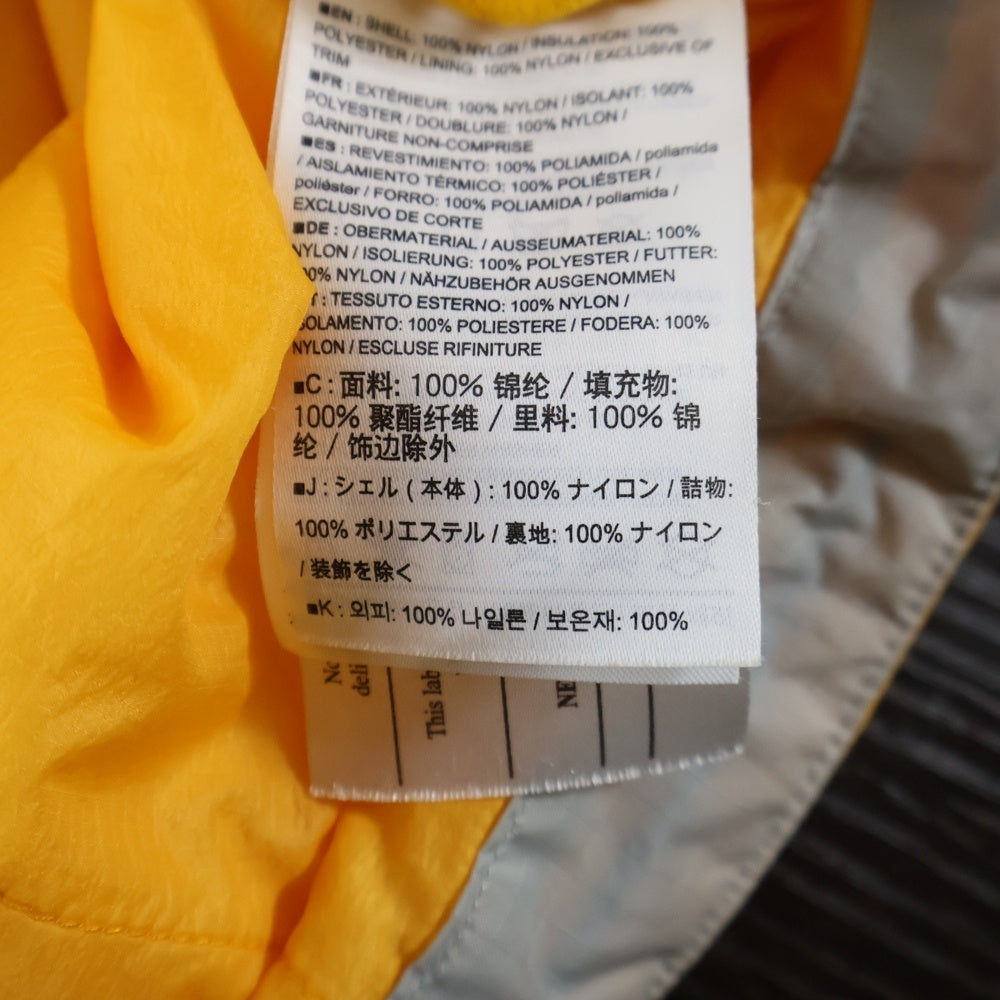 ■EN : SHELL: 100% NYLON / INSULATION: 100%
POLYESTER / LINING: 100% NYLON / EXCLUSIVE OF
TRIM
■FR : EXTÉRIEUR: 100% NYLON / ISOLANT: 100%
POLYESTER / DOUBLURE: 100% NYLON /
GARNITURE NON-COMPRISE
■ES : REVESTIMIENTO: 100% POLIAMIDA / poliamida
/ AISLAMIENTO TÉRMICO: 100% POLIÉSTER /
poliéster / FORRO: 100% POLIAMIDA / poliamida /
EXCLUSIVO DE CORTE
■DE : OBERMATERIAL / AUSSEUMATERIAL: 100%
NYLON / ISOLIERUNG: 100% POLYESTER / FUTTER:
00% NYLON / NÄHZUBEHÖR AUSGENOMMEN
T : TESSUTO ESTERNO: 100% NYLON /
SOLAMENTO: 100% POLIESTERE / FODERA: 100%
NYLON / ESCLUSE RIFINITURE
■C : 面料: 100% 锦纶 / 填充物:
100% 聚酯纤维 / 里料: 100% 锦
纶 / 饰边除外
■J : シェル ( 本体 ) : 100% ナイロン / 詰物:
100% ポリエステル / 裏地: 100% ナイロン
/ 装飾を除く
■K : 외피: 100% 나일론 / 보온재: 100%
deli
This lab
NE